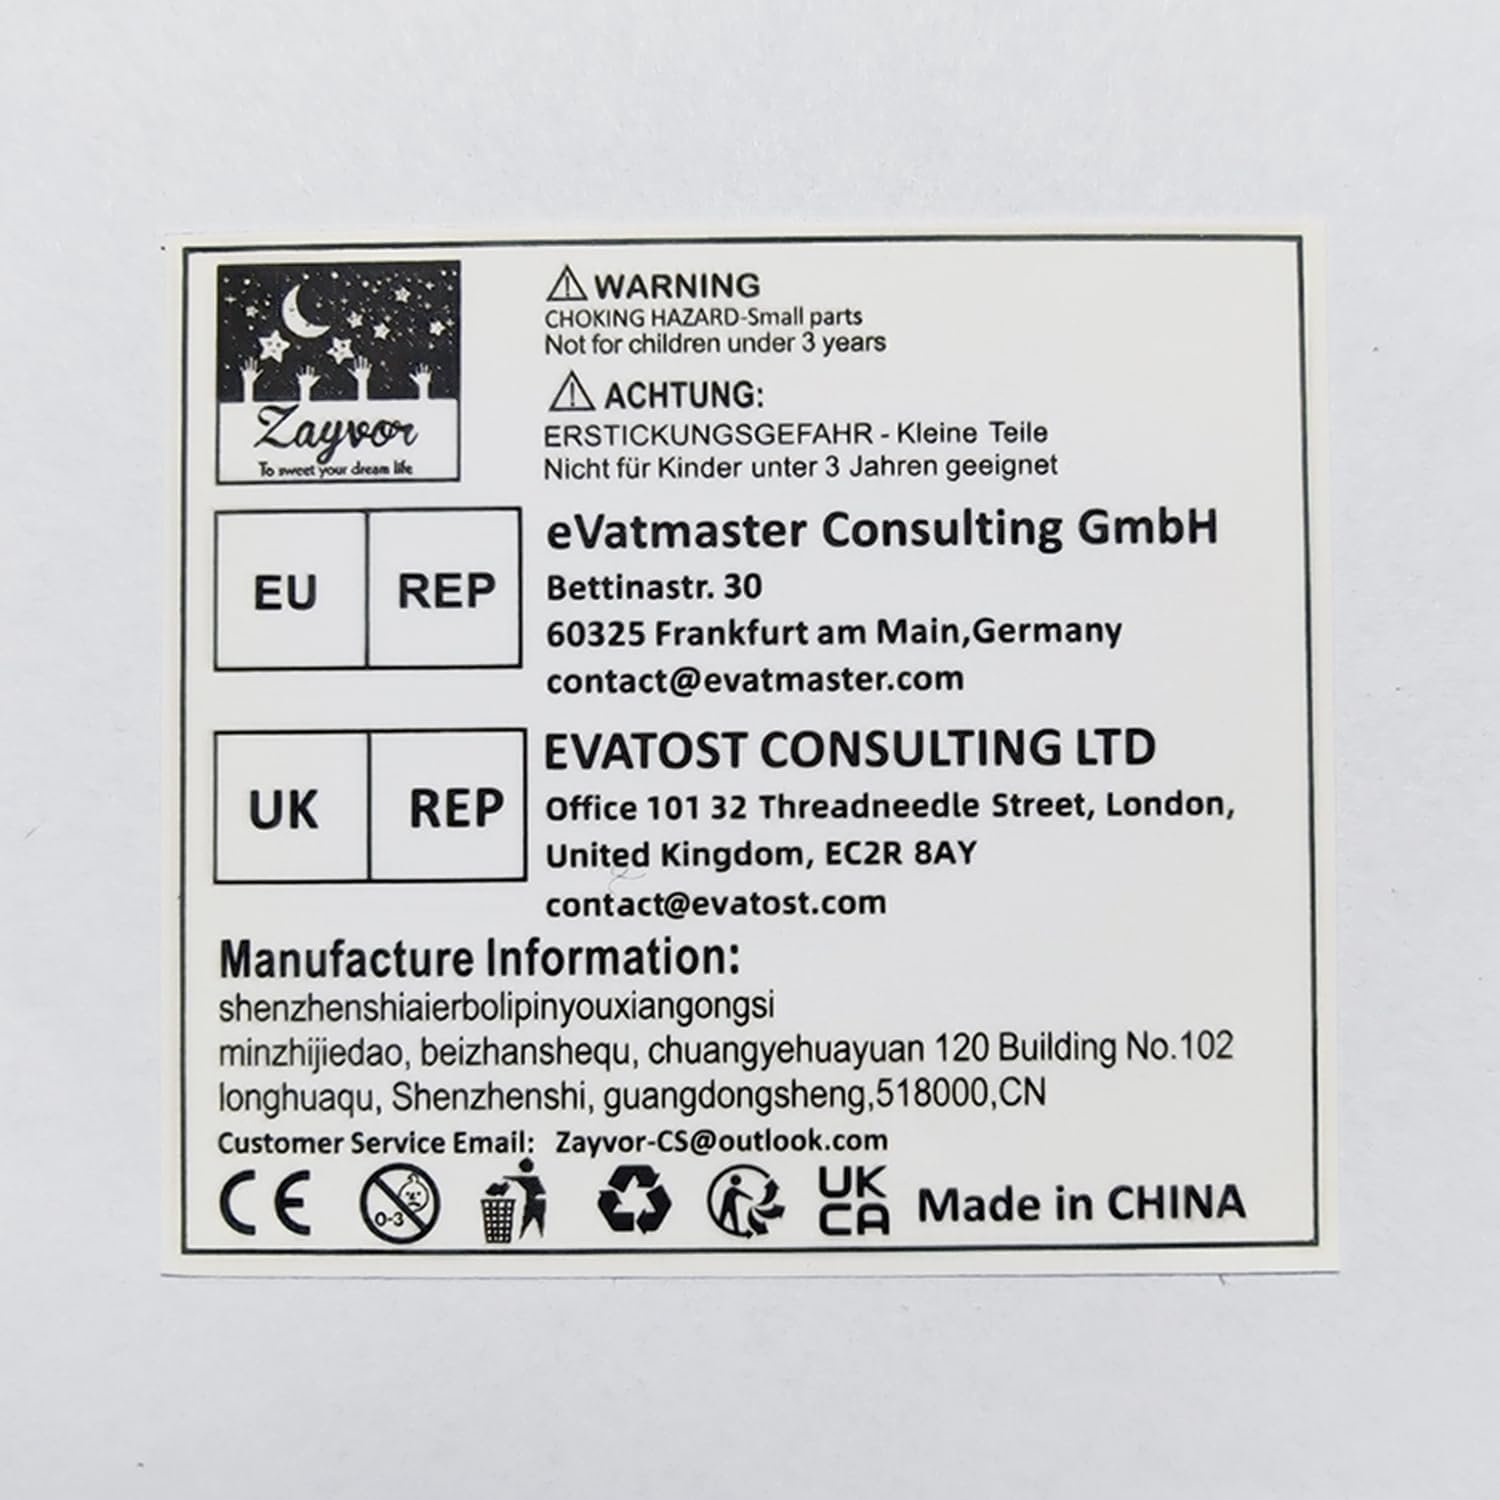 Zayvor
To sweet your dream life
WARNING
CHOKING HAZARD-Small parts
Not for children under 3 years
ACHTUNG:
ERSTICKUNGSGEFAHR - Kleine Teile
Nicht für Kinder unter 3 Jahren geeignet
EU REP
eVatmaster Consulting GmbH
Bettinastr. 30
60325 Frankfurt am Main,Germany
contact@evatmaster.com
UK REP
EVATOST CONSULTING LTD
Office 101 32 Threadneedle Street, London,
United Kingdom, EC2R 8AY
contact@evatost.com
Manufacture Information:
shenzhenshiaierbolipinyouxiangongsi
minzhijiedao, beizhanshequ, chuangyehuayuan 120 Building No.102
longhuaqu, Shenzhenshi, guangdongsheng,518000,CN
Customer Service Email: Zayvor-CS@outlook.com
CE 0-3 UK CA Made in CHINA